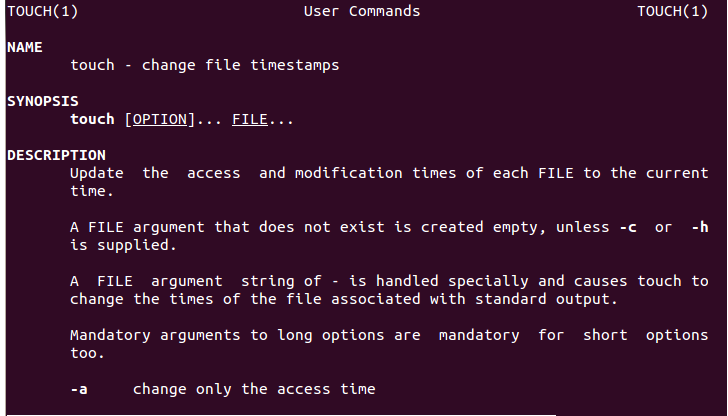 TOUCH(1) User Commands TOUCH(1)
NAME
touch - change file timestamps
SYNOPSIS
touch [OPTION]... FILE...
DESCRIPTION
Update the access and modification times of each FILE to the current
time.
A FILE argument that does not exist is created empty, unless -c or -h
is supplied.
A FILE argument string of - is handled specially and causes touch to
change the times of the file associated with standard output.
Mandatory arguments to long options are mandatory for short options
too.
-a change only the access time